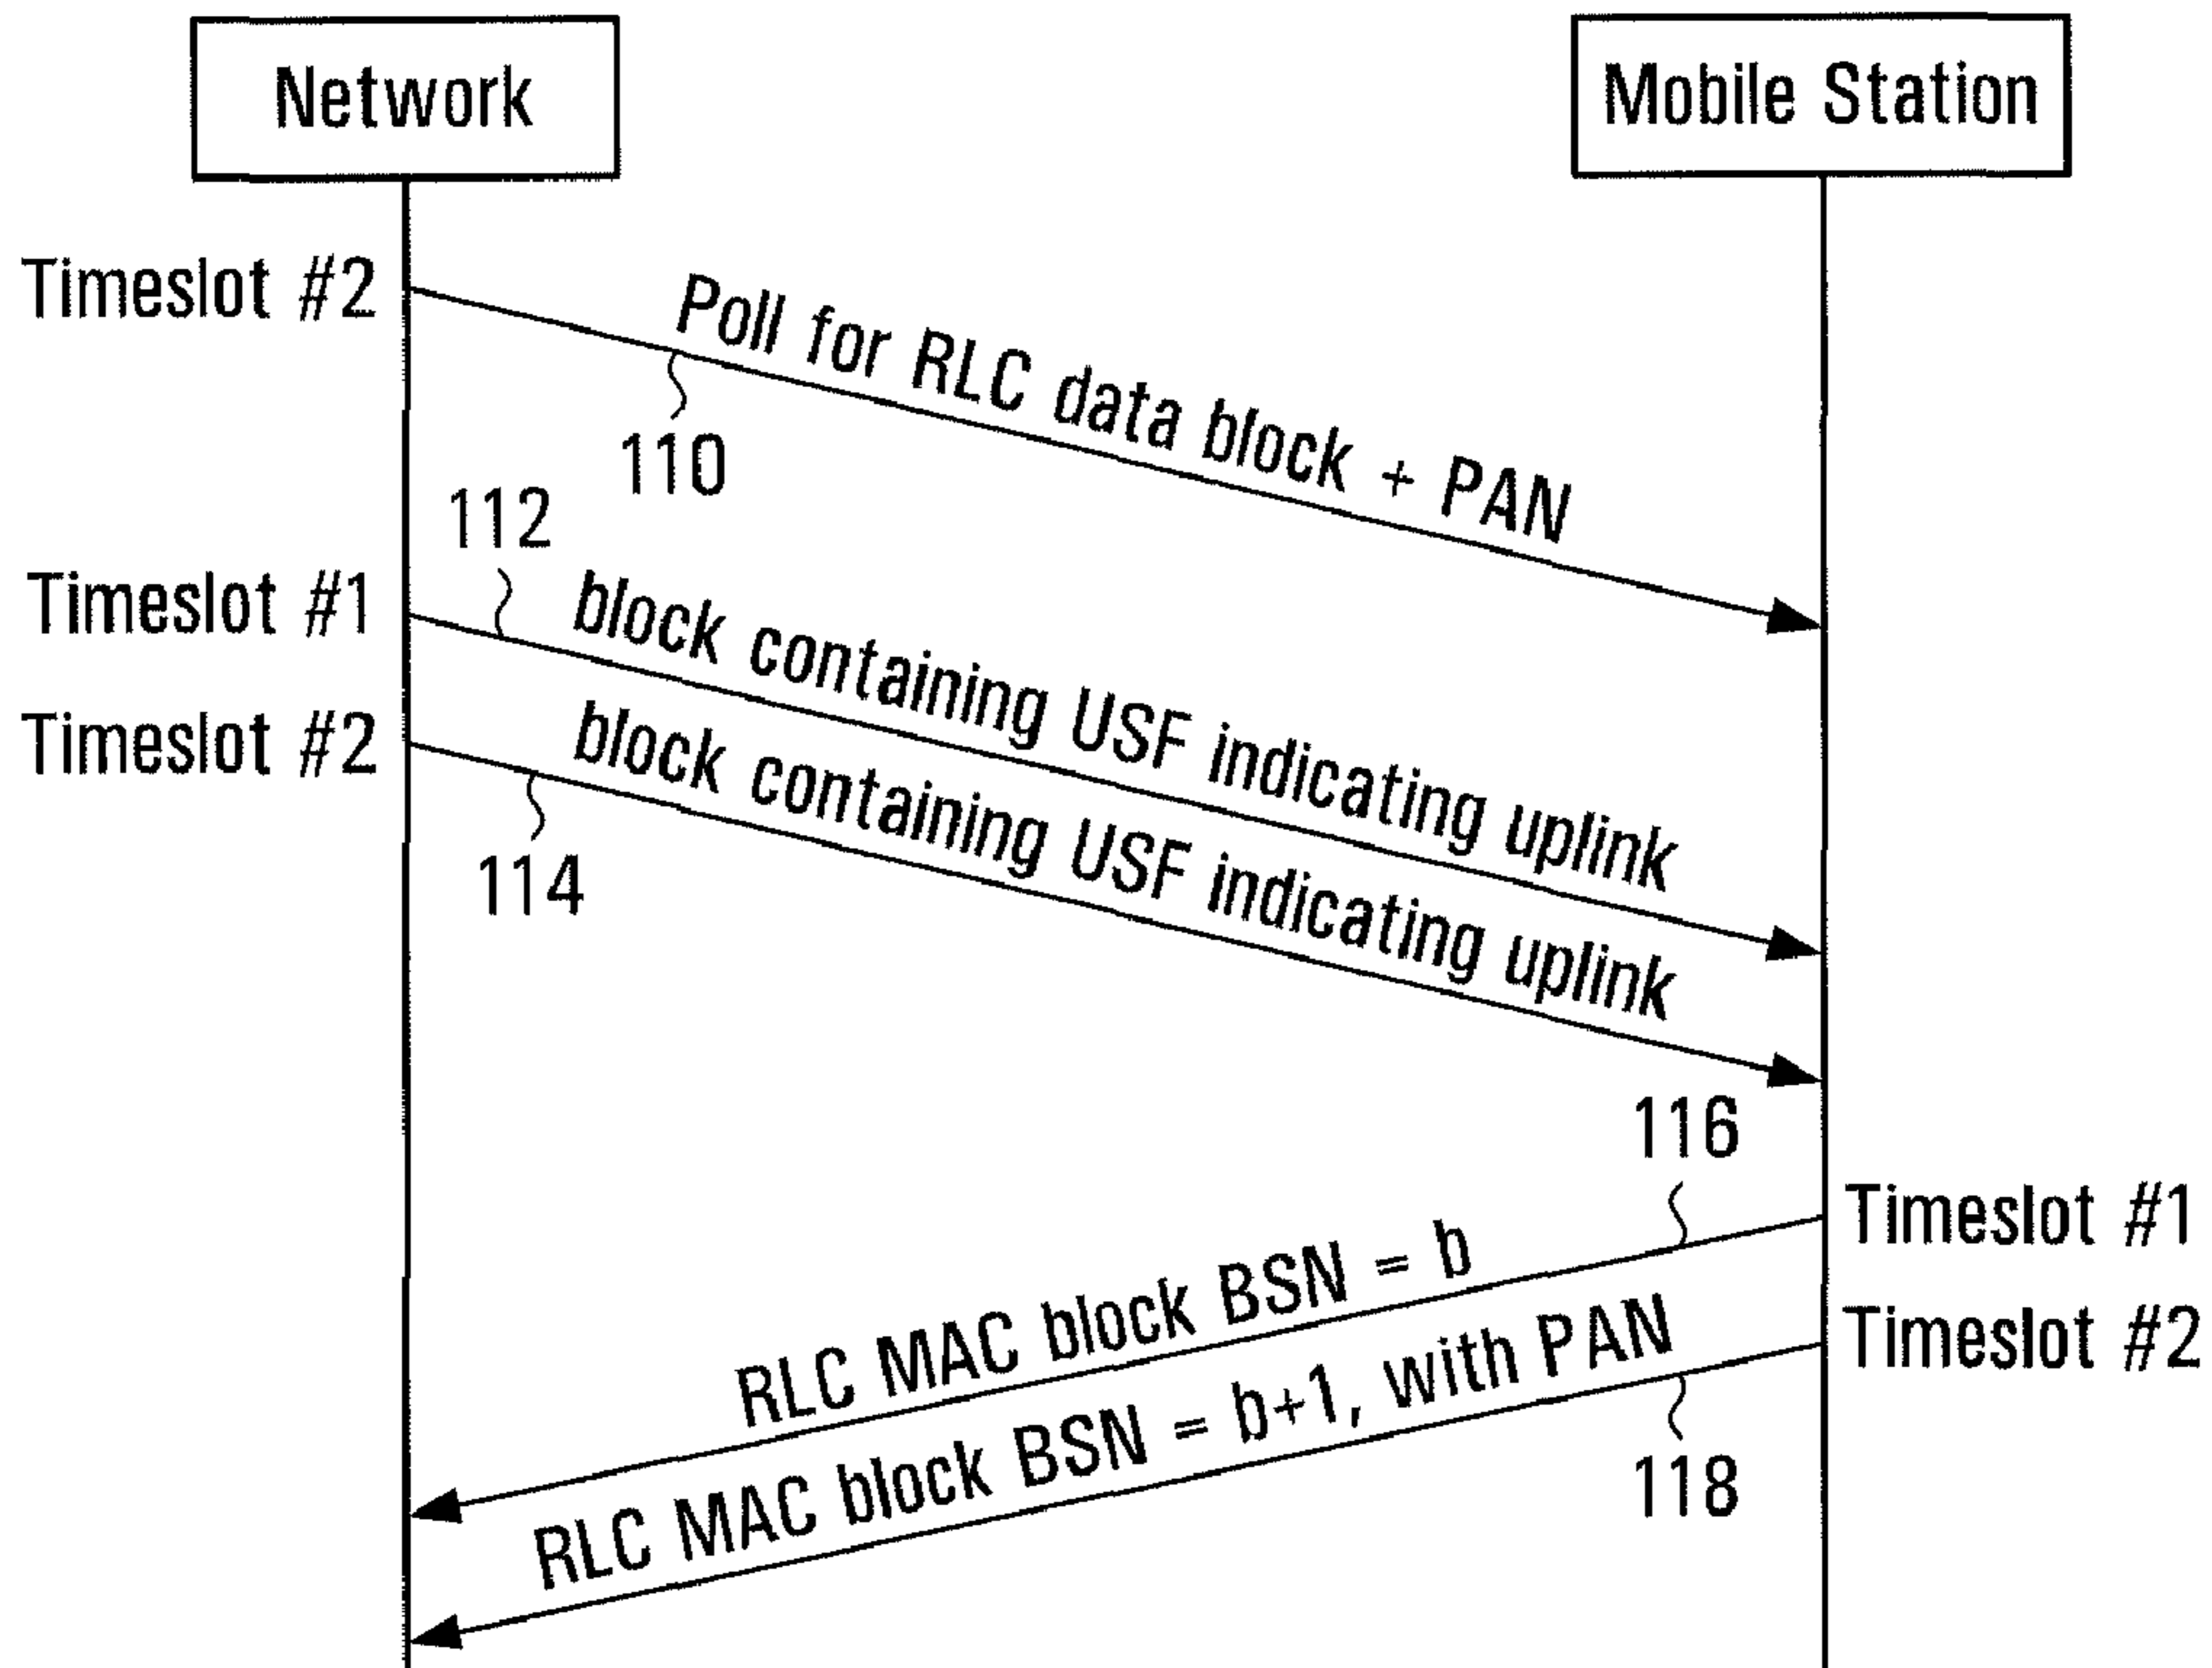 Network
Mobile Station
Timeslot #2
Poll for RLC data block + PAN
110
112
Timeslot #1
block containing USF indicating uplink
Timeslot #2
block containing USF indicating uplink
114
116
Timeslot #1
RLC MAC block BSN = b
Timeslot #2
RLC MAC block BSN = b+1, with PAN
118